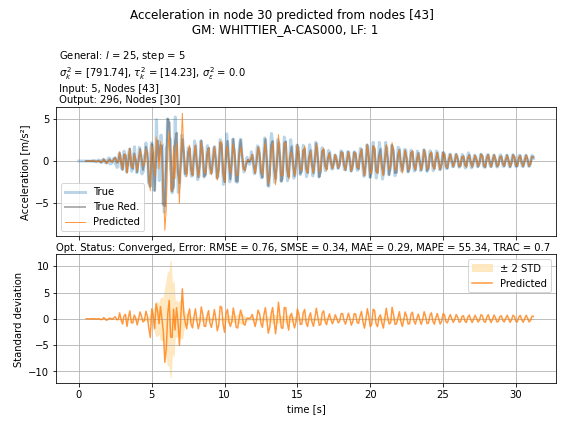 Acceleration in node 30 predicted from nodes [43]
GM: WHITTIER_A-CAS000, LF: 1
General: l = 25, step = 5
σ²ₖ = [791.74], τ²ₖ = [14.23], σ²ε = 0.0
Input: 5, Nodes [43]
Output: 296, Nodes [30]
Acceleration [m/s²]
5
0
−5
True
True Red.
Predicted
Opt. Status: Converged, Error: RMSE = 0.76, SMSE = 0.34, MAE = 0.29, MAPE = 55.34, TRAC = 0.7
Standard deviation
10
5
0
−5
−10
± 2 STD
Predicted
0 5 10 15 20 25 30
time [s]